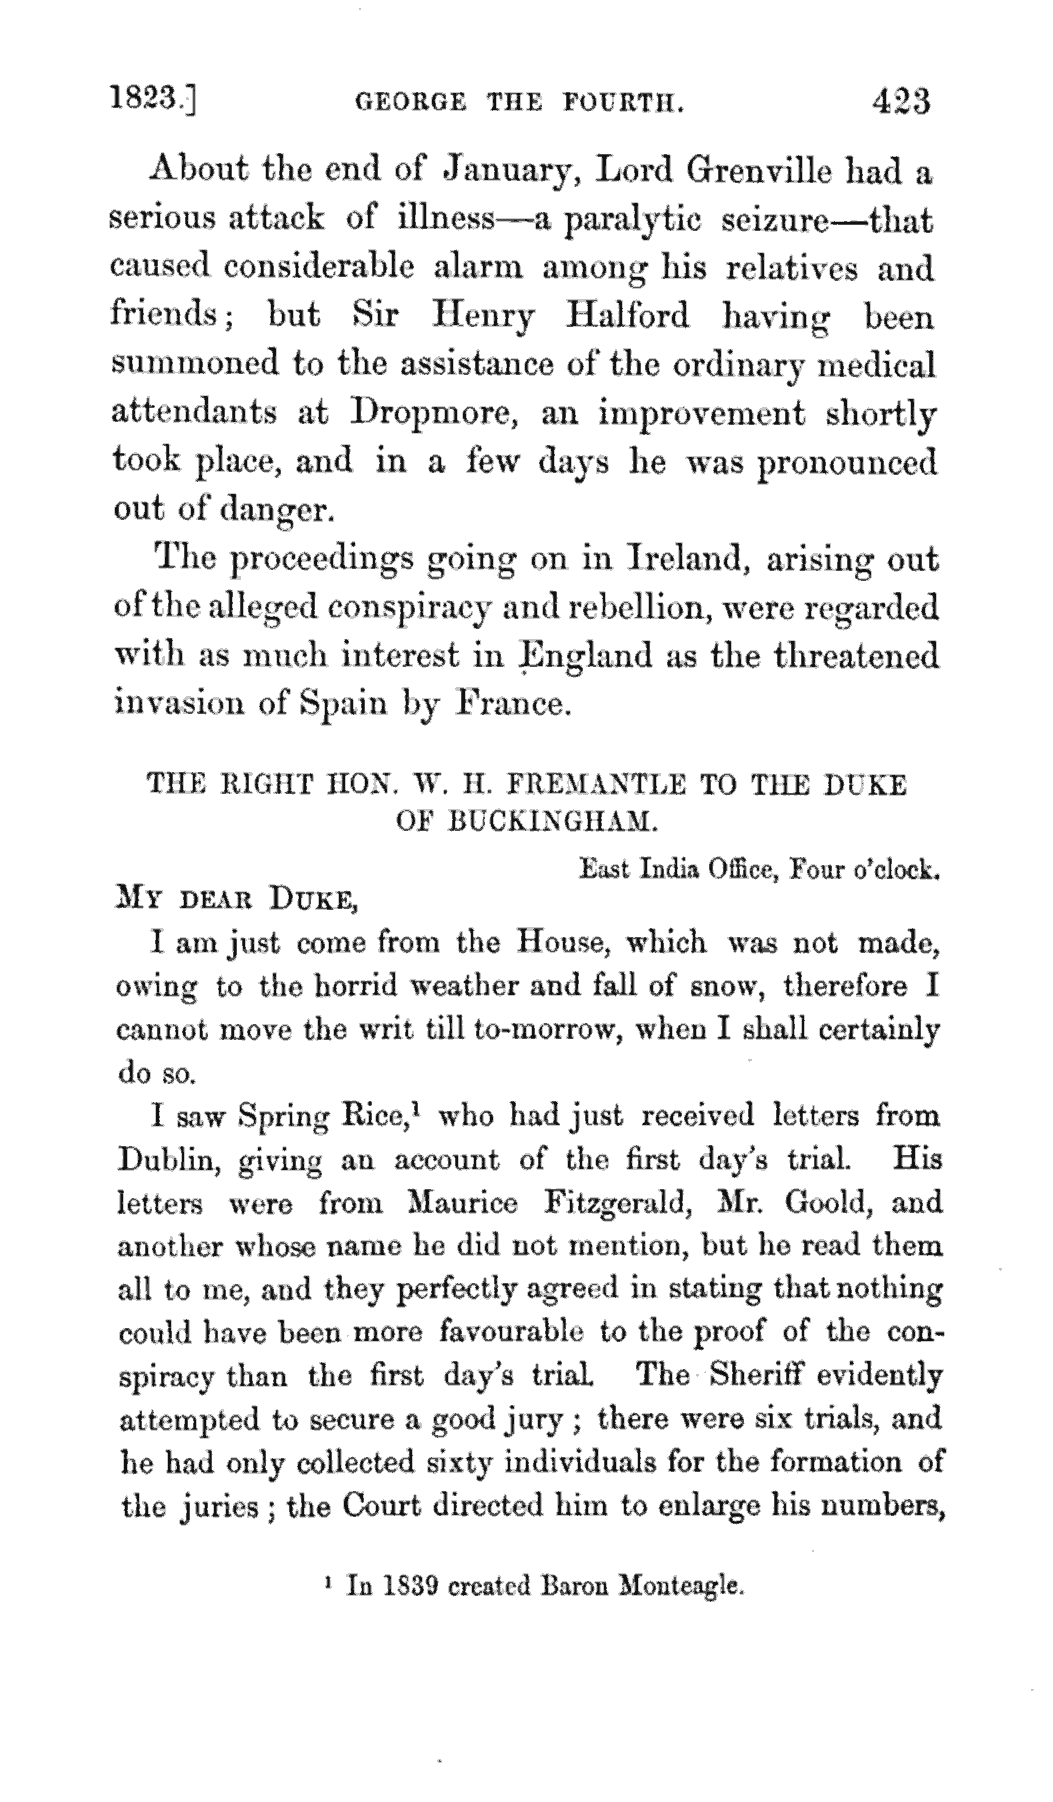 1823.] GEORGE THE FOURTH. 423
About the end of January, Lord Grenville had a
serious attack of illness—a paralytic seizure—that
caused considerable alarm among his relatives and
friends; but Sir Henry Halford having been
summoned to the assistance of the ordinary medical
attendants at Dropmore, an improvement shortly
took place, and in a few days he was pronounced
out of danger.
The proceedings going on in Ireland, arising out
of the alleged conspiracy and rebellion, were regarded
with as much interest in England as the threatened
invasion of Spain by France.
THE RIGHT HON. W. H. FREMANTLE TO THE DUKE
OF BUCKINGHAM.
East India Office, Four o'clock.
MY DEAR DUKE,
I am just come from the House, which was not made,
owing to the horrid weather and fall of snow, therefore I
cannot move the writ till to-morrow, when I shall certainly
do so.
I saw Spring Rice,¹ who had just received letters from
Dublin, giving an account of the first day's trial. His
letters were from Maurice Fitzgerald, Mr. Goold, and
another whose name he did not mention, but he read them
all to me, and they perfectly agreed in stating that nothing
could have been more favourable to the proof of the con-
spiracy than the first day's trial. The Sheriff evidently
attempted to secure a good jury; there were six trials, and
he had only collected sixty individuals for the formation of
the juries; the Court directed him to enlarge his numbers,
¹ In 1839 created Baron Monteagle.